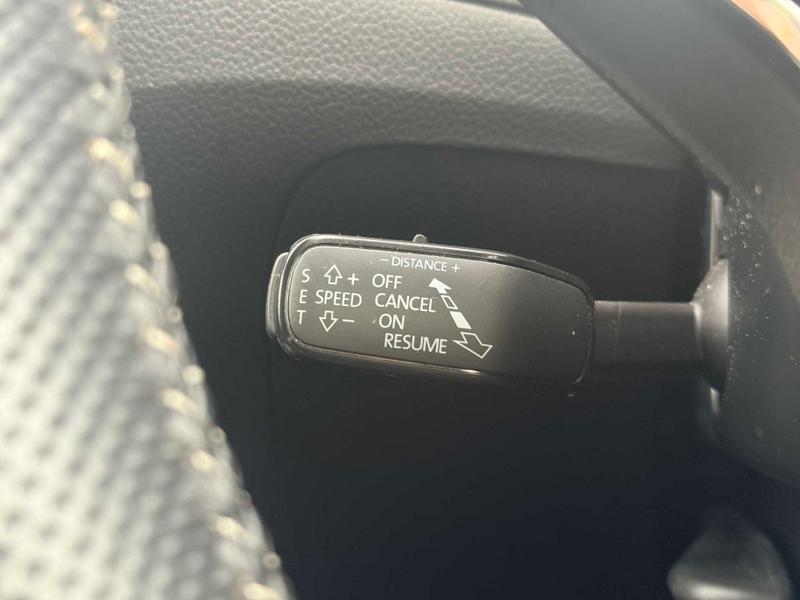 - DISTANCE +
S + OFF
E SPEED CANCEL
T - ON
RESUME